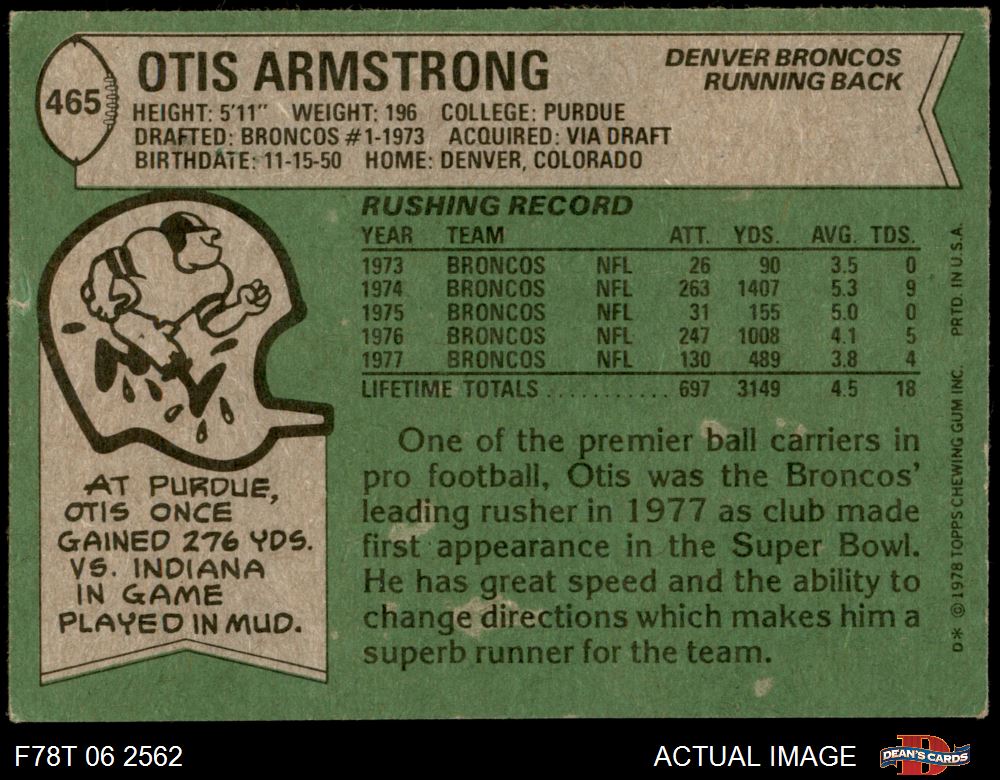 465
OTIS ARMSTRONG
DENVER BRONCOS
RUNNING BACK
HEIGHT: 5'11" WEIGHT: 196 COLLEGE: PURDUE
DRAFTED: BRONCOS #1-1973 ACQUIRED: VIA DRAFT
BIRTHDATE: 11-15-50 HOME: DENVER, COLORADO
RUSHING RECORD
YEAR TEAM ATT. YDS. AVG. TDS.
1973 BRONCOS NFL 26 90 3.5 0
1974 BRONCOS NFL 263 1407 5.3 9
1975 BRONCOS NFL 31 155 5.0 0
1976 BRONCOS NFL 247 1008 4.1 5
1977 BRONCOS NFL 130 489 3.8 4
LIFETIME TOTALS . . . . . . . . . . . 697 3149 4.5 18
One of the premier ball carriers in
pro football, Otis was the Broncos'
leading rusher in 1977 as club made
first appearance in the Super Bowl.
He has great speed and the ability to
change directions which makes him a
superb runner for the team.
AT PURDUE,
OTIS ONCE
GAINED 276 YDS.
VS. INDIANA
IN GAME
PLAYED IN MUD.
D* © 1978 TOPPS CHEWING GUM INC. PRTD. IN U.S.A.
F78T 06 2562
ACTUAL IMAGE
D
DEAN'S CARDS